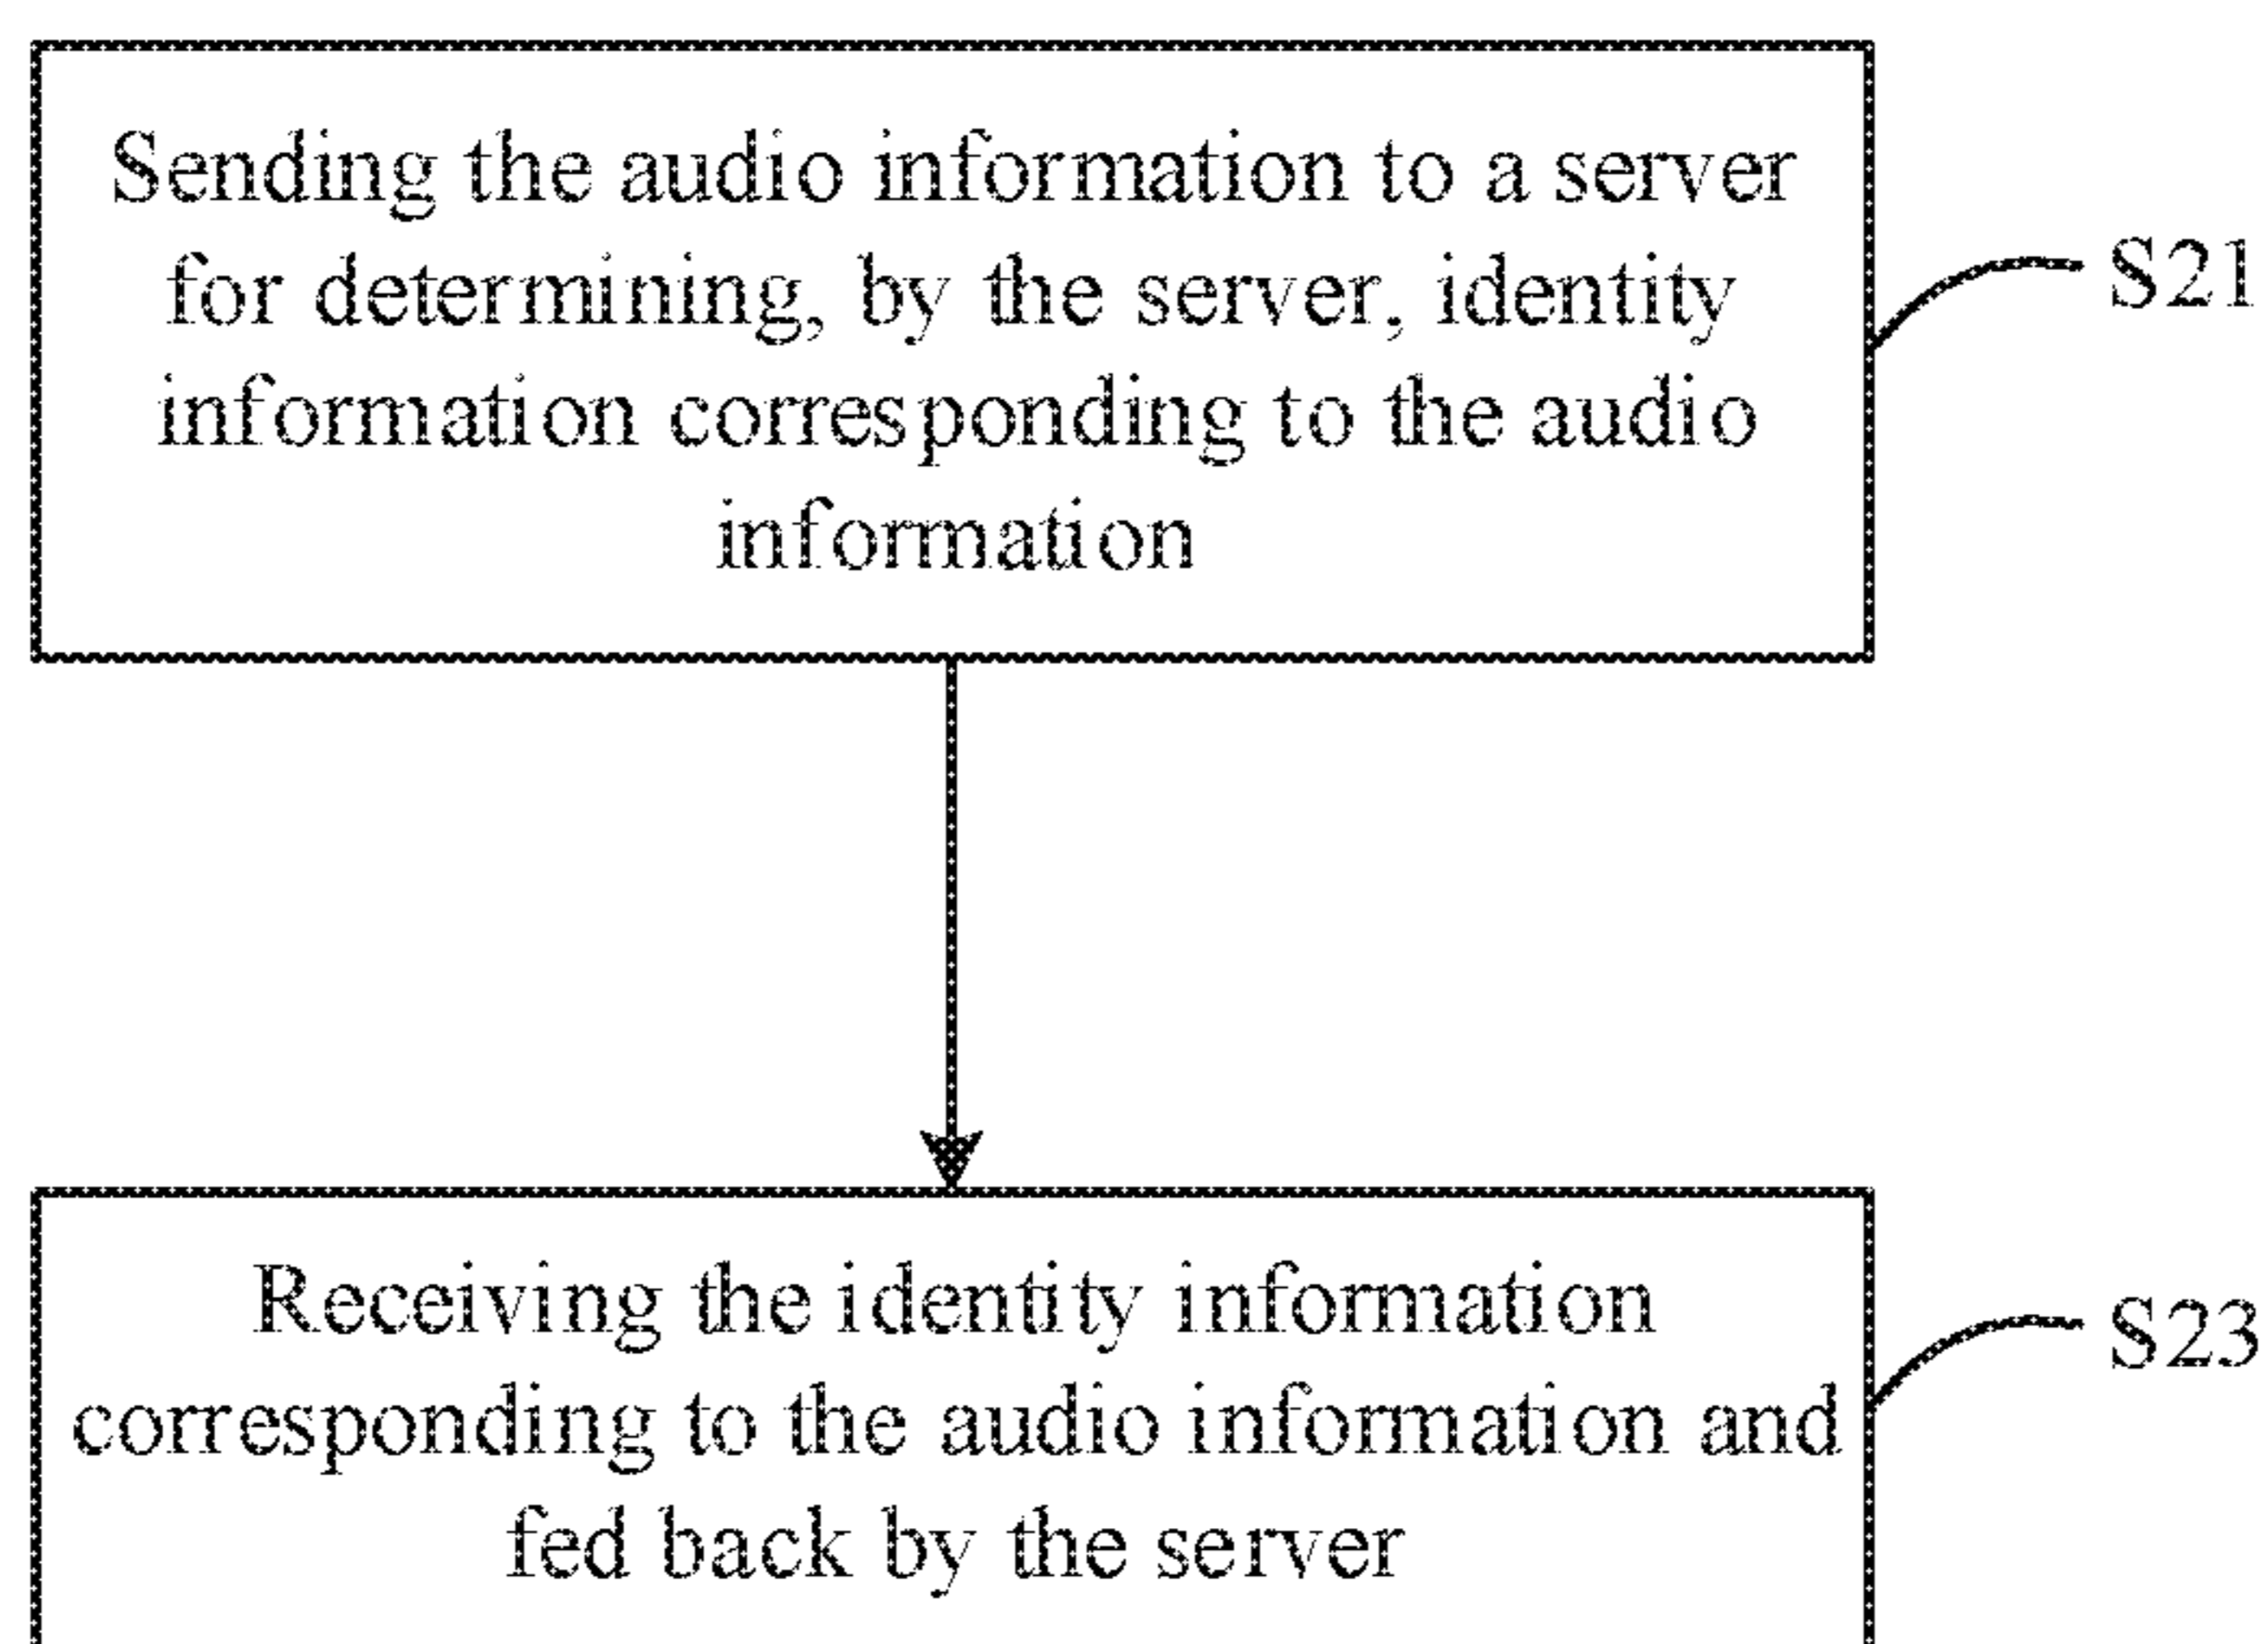 Sending the audio information to a server
for determining, by the server, identity
information corresponding to the audio
information
S21
Receiving the identity information
corresponding to the audio information and
fed back by the server
S23